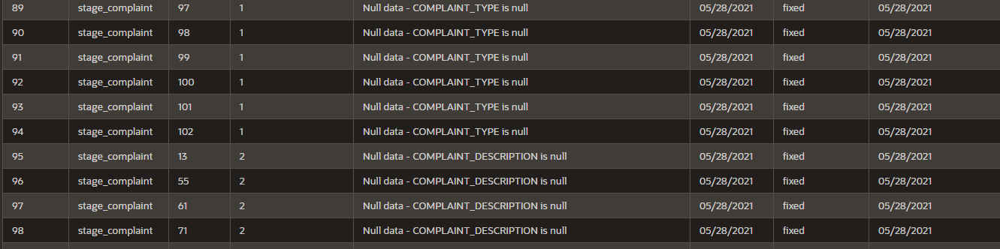 89 stage_complaint 97 1 Null data - COMPLAINT_TYPE is null 05/28/2021 fixed 05/28/2021
90 stage_complaint 98 1 Null data - COMPLAINT_TYPE is null 05/28/2021 fixed 05/28/2021
91 stage_complaint 99 1 Null data - COMPLAINT_TYPE is null 05/28/2021 fixed 05/28/2021
92 stage_complaint 100 1 Null data - COMPLAINT_TYPE is null 05/28/2021 fixed 05/28/2021
93 stage_complaint 101 1 Null data - COMPLAINT_TYPE is null 05/28/2021 fixed 05/28/2021
94 stage_complaint 102 1 Null data - COMPLAINT_TYPE is null 05/28/2021 fixed 05/28/2021
95 stage_complaint 13 2 Null data - COMPLAINT_DESCRIPTION is null 05/28/2021 fixed 05/28/2021
96 stage_complaint 55 2 Null data - COMPLAINT_DESCRIPTION is null 05/28/2021 fixed 05/28/2021
97 stage_complaint 61 2 Null data - COMPLAINT_DESCRIPTION is null 05/28/2021 fixed 05/28/2021
98 stage_complaint 71 2 Null data - COMPLAINT_DESCRIPTION is null 05/28/2021 fixed 05/28/2021